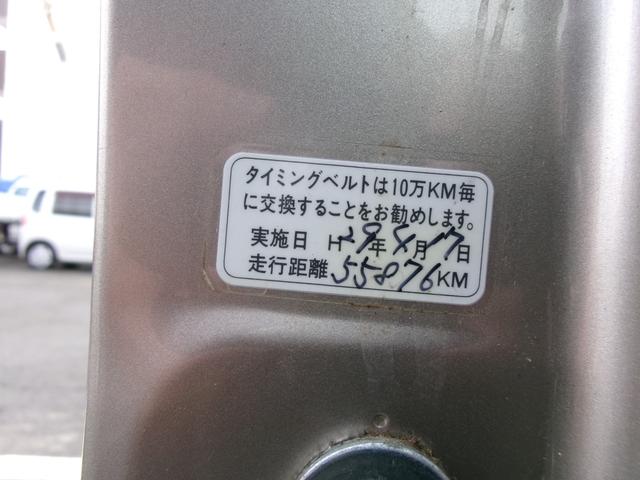 タイミングベルトは10万KM毎
に交換することをお勧めします。
実施日 H29年4月17日
走行距離 55876KM